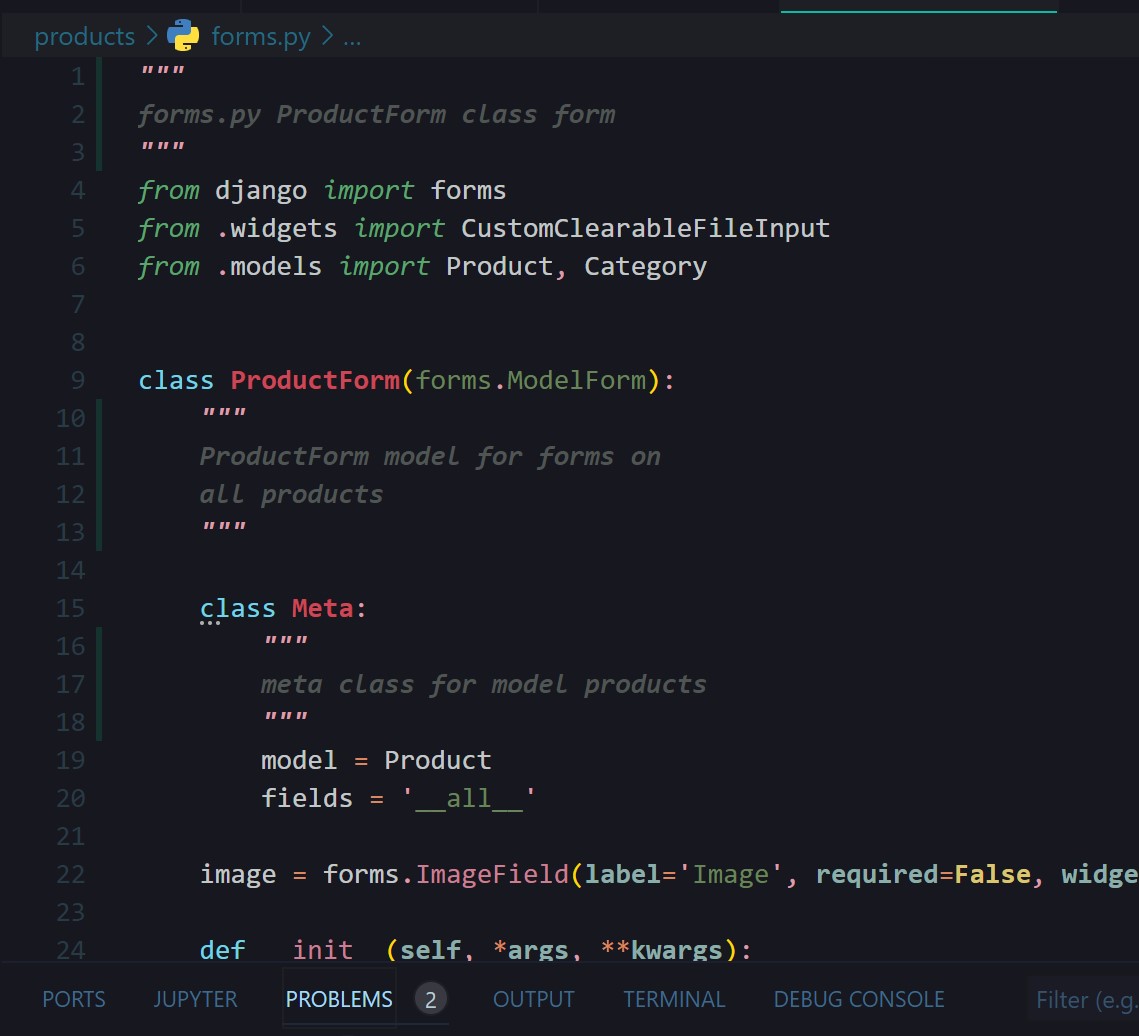 products > forms.py > ...
1 """
2 forms.py ProductForm class form
3 """
4 from django import forms
5 from .widgets import CustomClearableFileInput
6 from .models import Product, Category
7
8
9 class ProductForm(forms.ModelForm):
10     """
11     ProductForm model for forms on
12     all products
13     """
14
15     class Meta:
16         """
17         meta class for model products
18         """
19         model = Product
20         fields = '__all__'
21
22     image = forms.ImageField(label='Image', required=False, widge
23
24     def __init__(self, *args, **kwargs):
PORTS JUPYTER PROBLEMS 2 OUTPUT TERMINAL DEBUG CONSOLE Filter (e.g.